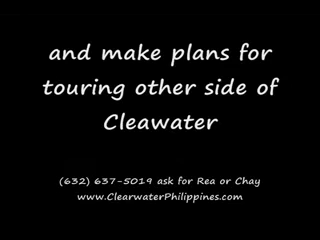 and make plans for
touring other side of
Cleawater
(632) 637-5019 ask for Rea or Chay
www.ClearwaterPhilippines.com